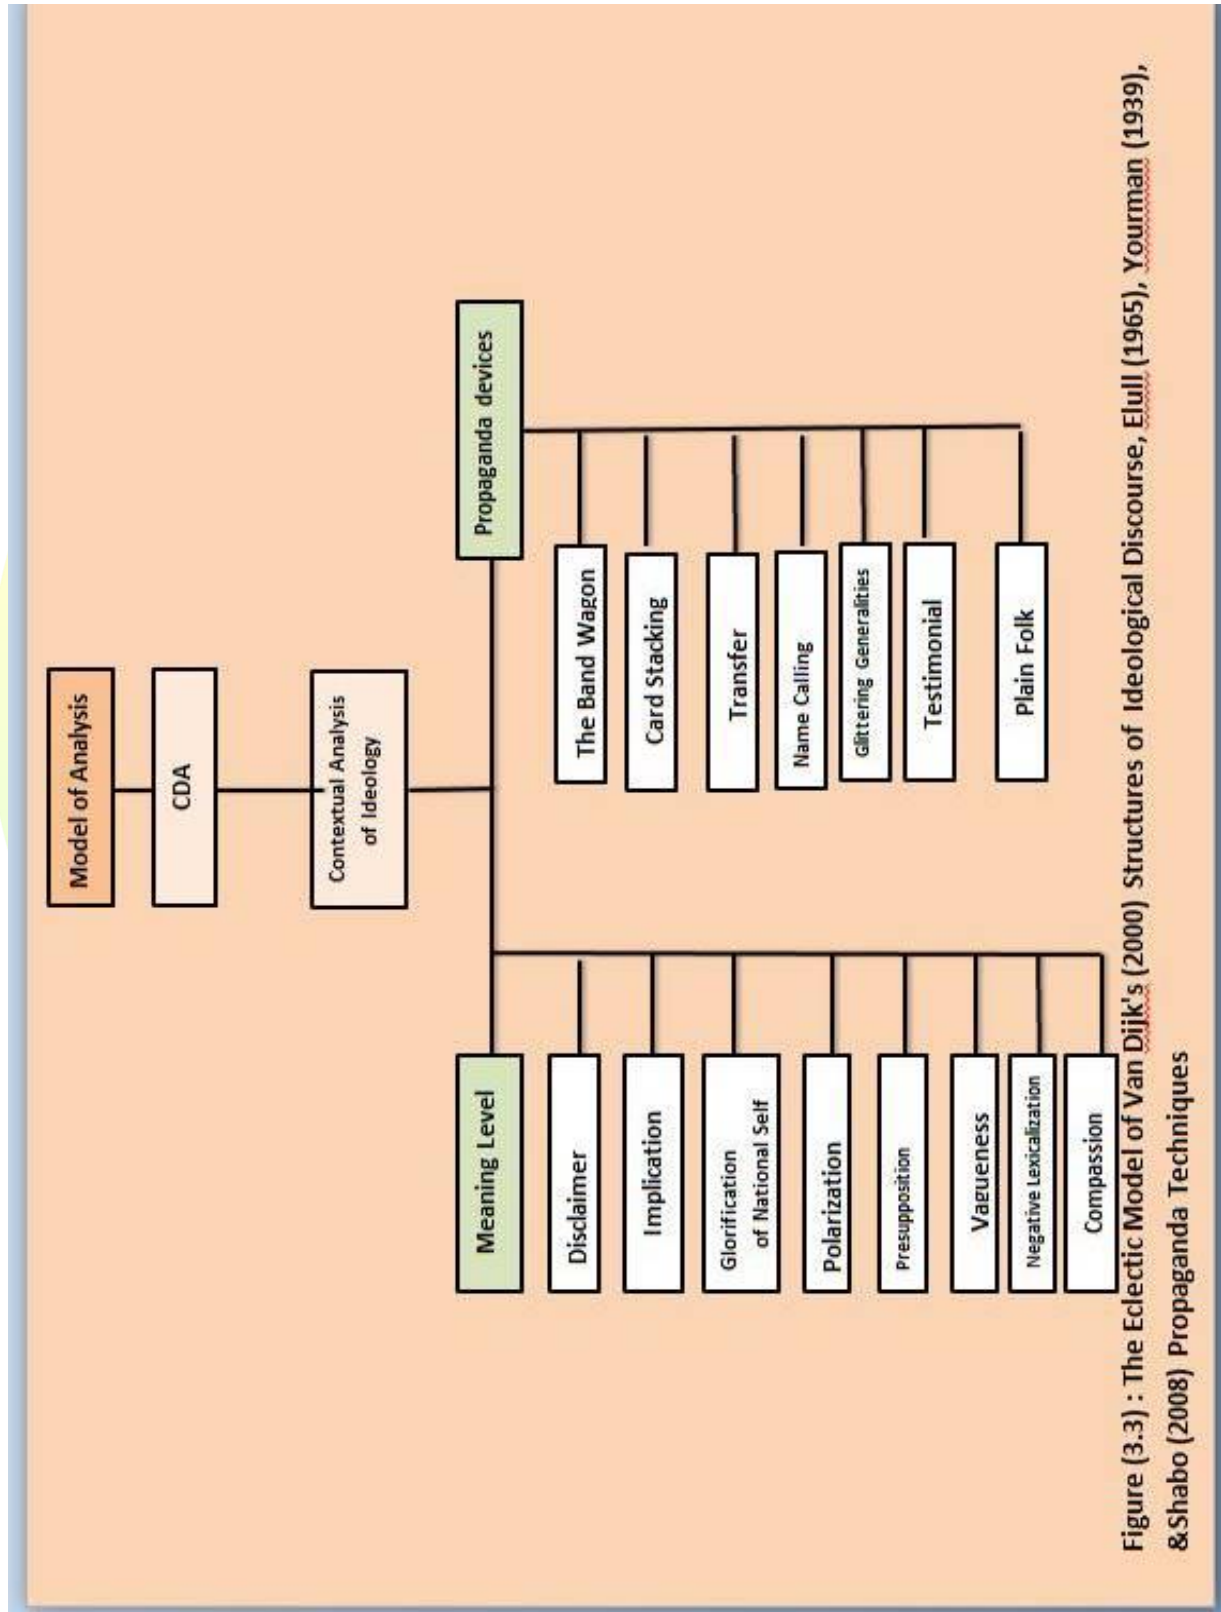 Model of Analysis
CDA
Contextual Analysis
of Ideology
Meaning Level
Propaganda devices
Disclaimer
Implication
Glorification
of National Self
Polarization
Presupposition
Vagueness
Negative Lexicalization
Compassion
The Band Wagon
Card Stacking
Transfer
Name Calling
Glittering Generalities
Testimonial
Plain Folk
Figure (3.3) : The Eclectic Model of Van Dijk's (2000) Structures of Ideological Discourse, Elull (1965), Yourman (1939),
&Shabo (2008) Propaganda Techniques